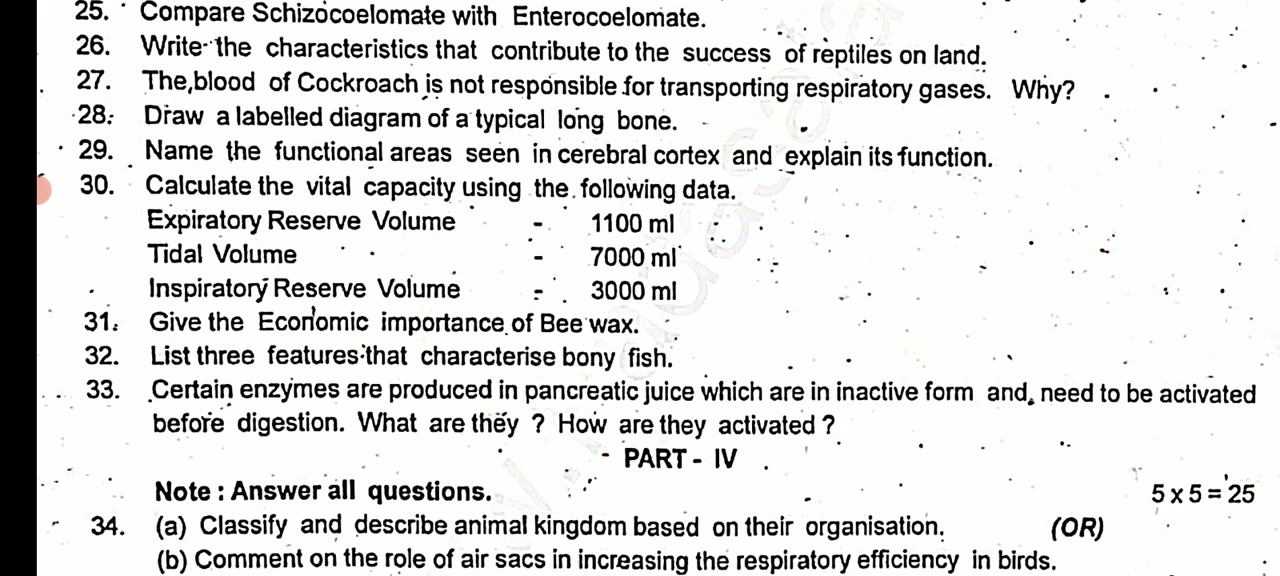 25. Compare Schizocoelomate with Enterocoelomate.
26. Write the characteristics that contribute to the success of reptiles on land.
27. The blood of Cockroach is not responsible for transporting respiratory gases. Why?
28. Draw a labelled diagram of a typical long bone.
29. Name the functional areas seen in cerebral cortex and explain its function.
30. Calculate the vital capacity using the following data.
Expiratory Reserve Volume - 1100 ml
Tidal Volume - 7000 ml
Inspiratory Reserve Volume - 3000 ml
31. Give the Economic importance of Bee wax.
32. List three features that characterise bony fish.
33. Certain enzymes are produced in pancreatic juice which are in inactive form and, need to be activated
before digestion. What are they ? How are they activated ?
PART - IV
Note : Answer all questions. 5 x 5 = 25
34. (a) Classify and describe animal kingdom based on their organisation. (OR)
(b) Comment on the role of air sacs in increasing the respiratory efficiency in birds.